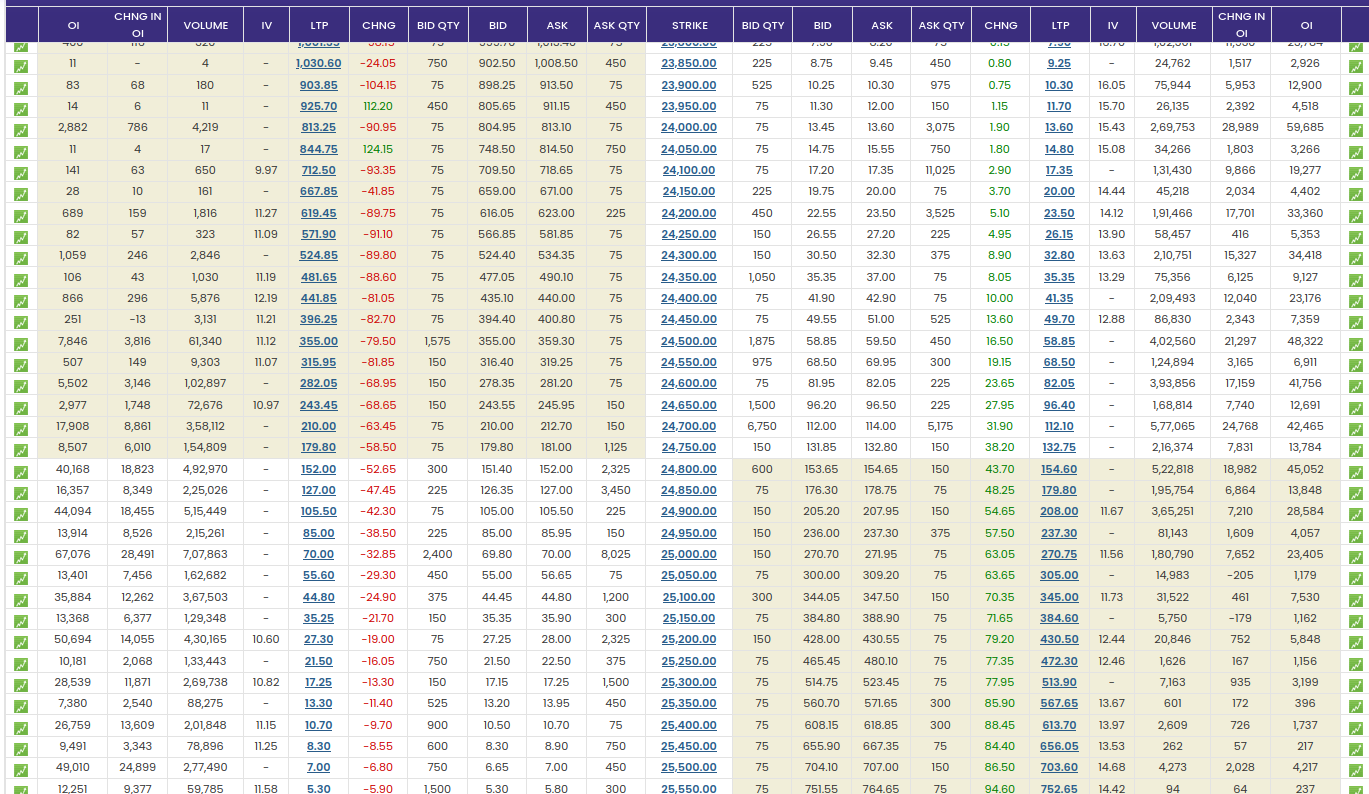 OI CHNG IN OI VOLUME IV LTP CHNG BID QTY BID ASK ASK QTY STRIKE BID QTY BID ASK ASK QTY CHNG LTP IV VOLUME CHNG IN OI OI
11 - 4 - 1,030.60 -24.05 750 902.50 1,008.50 450 23,850.00 225 8.75 9.45 450 0.80 9.25 - 24,762 1,517 2,926
83 68 180 - 903.85 -104.15 75 898.25 913.50 75 23,900.00 525 10.25 10.30 975 0.75 10.30 16.05 75,944 5,953 12,900
14 6 11 - 925.70 112.20 450 805.65 911.15 450 23,950.00 75 11.30 12.00 150 1.15 11.70 15.70 26,135 2,392 4,518
2,882 786 4,219 - 813.25 -90.95 75 804.95 813.10 75 24,000.00 75 13.45 13.60 3,075 1.90 13.60 15.43 2,69,753 28,989 59,685
11 4 17 - 844.75 124.15 75 748.50 814.50 750 24,050.00 75 14.75 15.55 750 1.80 14.80 15.08 34,266 1,803 3,266
141 63 650 9.97 712.50 -93.35 75 709.50 718.65 75 24,100.00 75 17.20 17.35 11,025 2.90 17.35 - 1,31,430 9,866 19,277
28 10 161 - 667.85 -41.85 75 659.00 671.00 75 24,150.00 225 19.75 20.00 75 3.70 20.00 14.44 45,218 2,034 4,402
689 159 1,816 11.27 619.45 -89.75 75 616.05 623.00 225 24,200.00 450 22.55 23.50 3,525 5.10 23.50 14.12 1,91,466 17,701 33,360
82 57 323 11.09 571.90 -91.10 75 566.85 581.85 75 24,250.00 150 26.55 27.20 225 4.95 26.15 13.90 58,457 416 5,353
1,059 246 2,846 - 524.85 -89.80 75 524.40 534.35 75 24,300.00 150 30.50 32.30 375 8.90 32.80 13.63 2,10,751 15,327 34,418
106 43 1,030 11.19 481.65 -88.60 75 477.05 490.10 75 24,350.00 1,050 35.35 37.00 75 8.05 35.35 13.29 75,356 6,125 9,127
866 296 5,876 12.19 441.85 -81.05 75 435.10 440.00 75 24,400.00 75 41.90 42.90 75 10.00 41.35 - 2,09,493 12,040 23,176
251 -13 3,131 11.21 396.25 -82.70 75 394.40 400.80 75 24,450.00 75 49.55 51.00 525 13.60 49.70 12.88 86,830 2,343 7,359
7,846 3,816 61,340 11.12 355.00 -79.50 1,575 355.00 359.30 75 24,500.00 1,875 58.85 59.50 450 16.50 58.85 - 4,02,560 21,297 48,322
507 149 9,303 11.07 315.95 -81.85 150 316.40 319.25 75 24,550.00 975 68.50 69.95 300 19.15 68.50 - 1,24,894 3,165 6,911
5,502 3,146 1,02,897 - 282.05 -68.95 150 278.35 281.20 75 24,600.00 75 81.95 82.05 225 23.65 82.05 - 3,93,856 17,159 41,756
2,977 1,748 72,676 10.97 243.45 -68.65 150 243.55 245.95 150 24,650.00 1,500 96.20 96.50 225 27.95 96.40 - 1,68,814 7,740 12,691
17,908 8,861 3,58,112 - 210.00 -63.45 75 210.00 212.70 150 24,700.00 6,750 112.00 114.00 5,175 31.90 112.10 - 5,77,065 24,768 42,465
8,507 6,010 1,54,809 - 179.80 -58.50 75 179.80 181.00 1,125 24,750.00 150 131.85 132.80 150 38.20 132.75 - 2,16,374 7,831 13,784
40,168 18,823 4,92,970 - 152.00 -52.65 300 151.40 152.00 2,325 24,800.00 600 153.65 154.65 150 43.70 154.60 - 5,22,818 18,982 45,052
16,357 8,349 2,25,026 - 127.00 -47.45 225 126.35 127.00 3,450 24,850.00 75 176.30 178.75 75 48.25 179.80 - 1,95,754 6,864 13,848
44,094 18,455 5,15,449 - 105.50 -42.30 75 105.00 105.50 225 24,900.00 150 205.20 207.95 150 54.65 208.00 11.67 3,65,251 7,210 28,584
13,914 8,526 2,15,261 - 85.00 -38.50 225 85.00 85.95 150 24,950.00 150 236.00 237.30 375 57.50 237.30 - 81,143 1,609 4,057
67,076 28,491 7,07,863 - 70.00 -32.85 2,400 69.80 70.00 8,025 25,000.00 150 270.70 271.95 150 63.05 270.75 11.56 1,80,790 7,652 23,405
13,401 7,456 1,62,682 - 55.60 -29.30 450 55.00 56.65 75 25,050.00 75 300.00 309.20 75 63.65 305.00 - 14,983 -205 1,179
35,884 12,262 3,67,503 - 44.80 -24.90 375 44.45 44.80 1,200 25,100.00 300 344.05 347.50 150 70.35 345.00 11.73 31,522 461 7,530
13,368 6,377 1,29,348 - 35.25 -21.70 150 35.35 35.90 300 25,150.00 75 384.80 388.90 75 71.65 384.60 - 5,750 -179 1,162
50,694 14,055 4,30,165 10.60 27.30 -19.00 75 27.25 28.00 2,325 25,200.00 150 428.00 430.55 150 79.20 430.50 12.44 20,846 752 5,848
10,181 2,068 1,33,443 - 21.50 -16.05 750 21.50 22.50 375 25,250.00 75 465.45 480.10 75 77.35 472.30 12.46 1,626 167 1,156
28,539 11,871 2,69,738 10.82 17.25 -13.30 150 17.15 17.25 1,500 25,300.00 75 514.75 523.45 75 77.95 513.90 - 7,163 935 3,199
7,380 2,540 88,275 - 13.30 -11.40 525 13.20 13.95 450 25,350.00 75 560.70 571.65 300 85.90 567.65 13.67 601 172 396
26,759 13,609 2,01,848 11.15 10.70 -9.70 900 10.50 10.70 75 25,400.00 75 608.15 618.85 300 88.45 613.70 13.97 2,609 726 1,737
9,491 3,343 78,896 11.25 8.30 -8.55 600 8.30 8.90 750 25,450.00 75 655.90 667.35 75 84.40 656.05 13.53 262 57 217
49,010 24,899 2,77,490 - 7.00 -6.80 750 6.65 7.00 450 25,500.00 75 704.10 707.00 150 86.50 703.60 14.68 4,273 2,028 4,217
12,251 9,377 59,785 11.58 5.30 -5.90 1,500 5.30 5.80 300 25,550.00 75 751.55 764.65 75 94.60 752.65 14.42 94 64 237